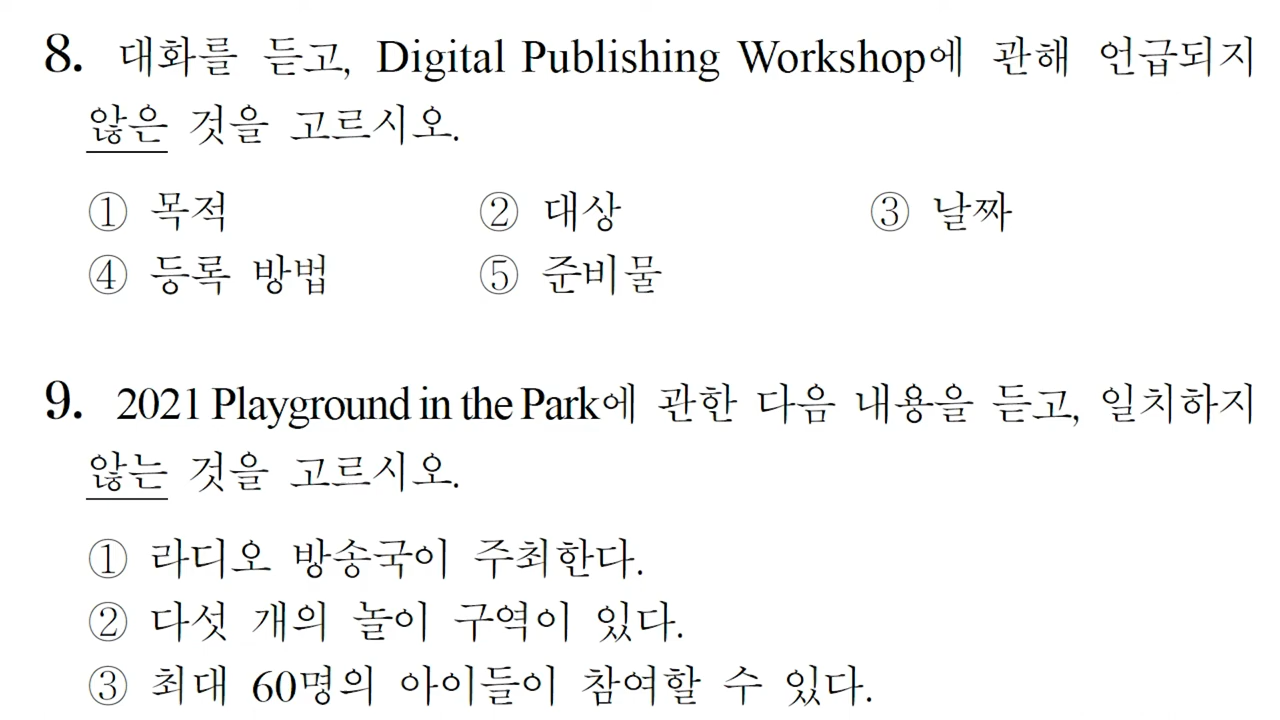 8. 대화를 듣고, Digital Publishing Workshop에 관해 언급되지
않은 것을 고르시오.
① 목적 ② 대상 ③ 날짜
④ 등록 방법 ⑤ 준비물
9. 2021 Playground in the Park에 관한 다음 내용을 듣고, 일치하지
않는 것을 고르시오.
① 라디오 방송국이 주최한다.
② 다섯 개의 놀이 구역이 있다.
③ 최대 60명의 아이들이 참여할 수 있다.